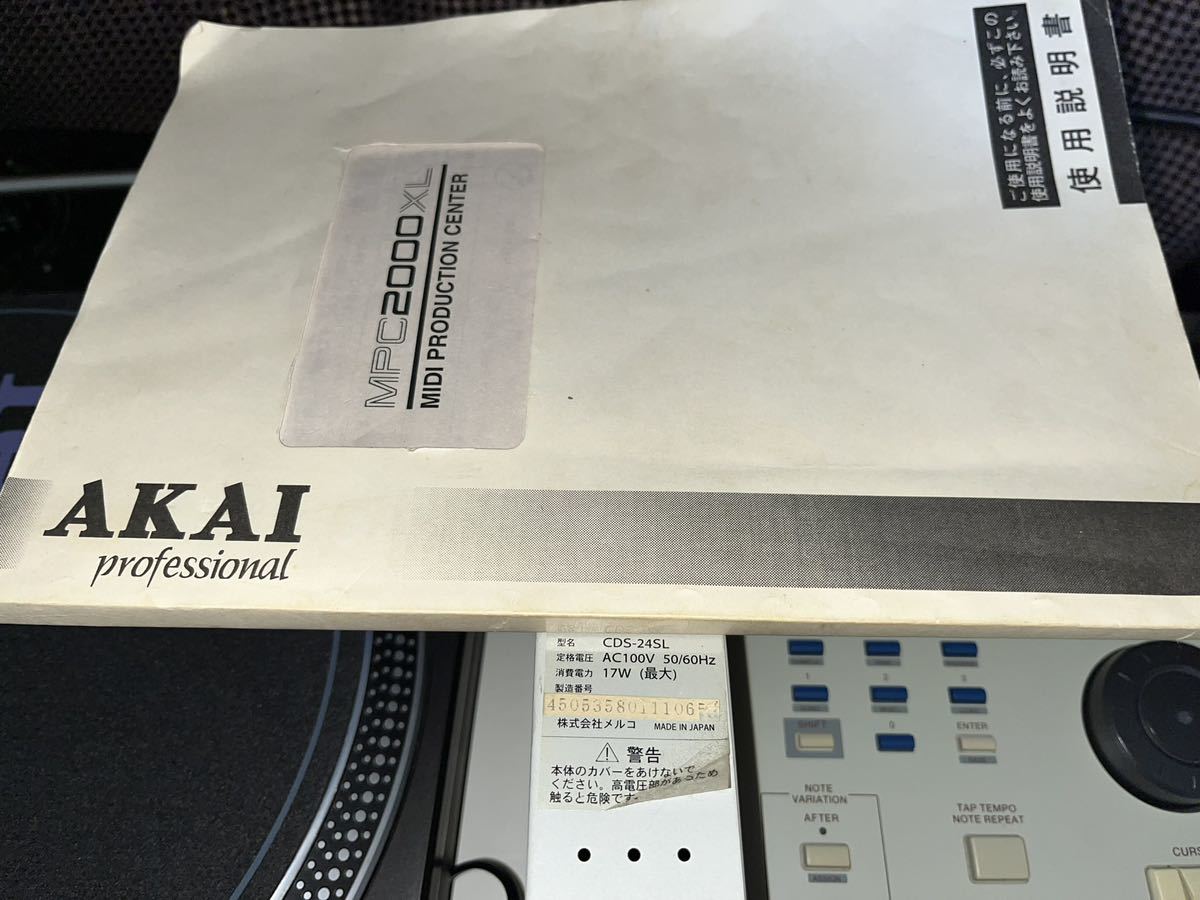 使用説明書
ご使用になる前に、必ずこの
使用説明書をよくお読み下さい。
MPC2000XL
MIDI PRODUCTION CENTER
AKAI
professional
型名 CDS-24SL
定格電圧 AC100V 50/60Hz
消費電力 17W (最大)
製造番号
株式会社メルコ MADE IN JAPAN
警告
本体のカバーをあけないで
ください。高電圧部があっため
触ると危険です
1 2 3
SHIFT 0 ENTER
NOTE
VARIATION
AFTER
ASSIGN
TAP TEMPO
NOTE REPEAT
CURS